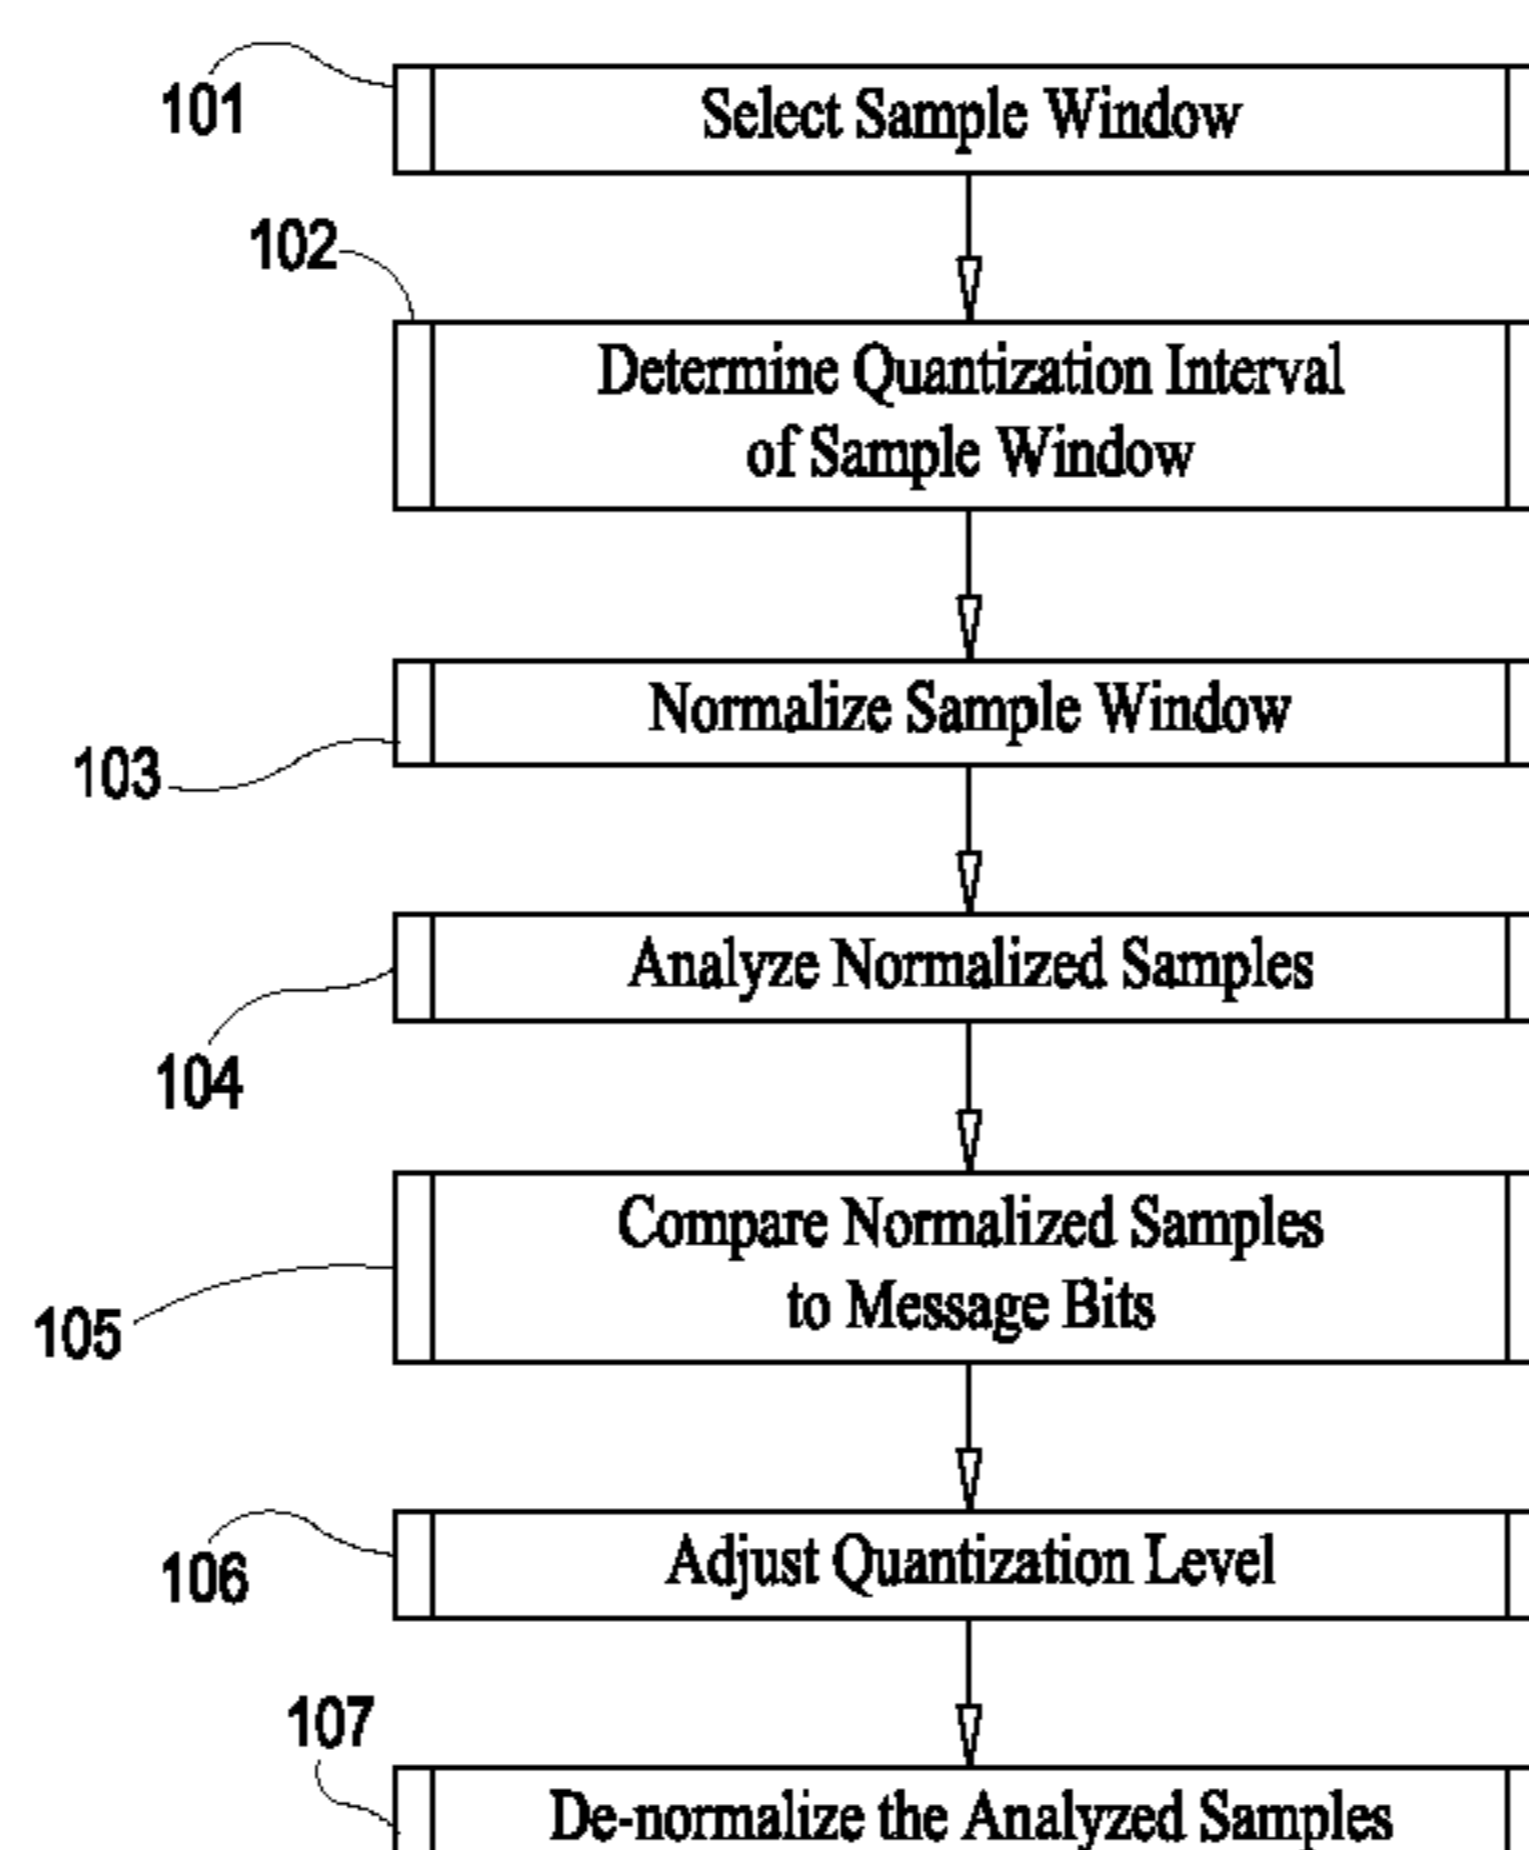 101
Select Sample Window
102
Determine Quantization Interval
of Sample Window
Normalize Sample Window
103
Analyze Normalized Samples
104
Compare Normalized Samples
to Message Bits
105
Adjust Quantization Level
106
107
De-normalize the Analyzed Samples